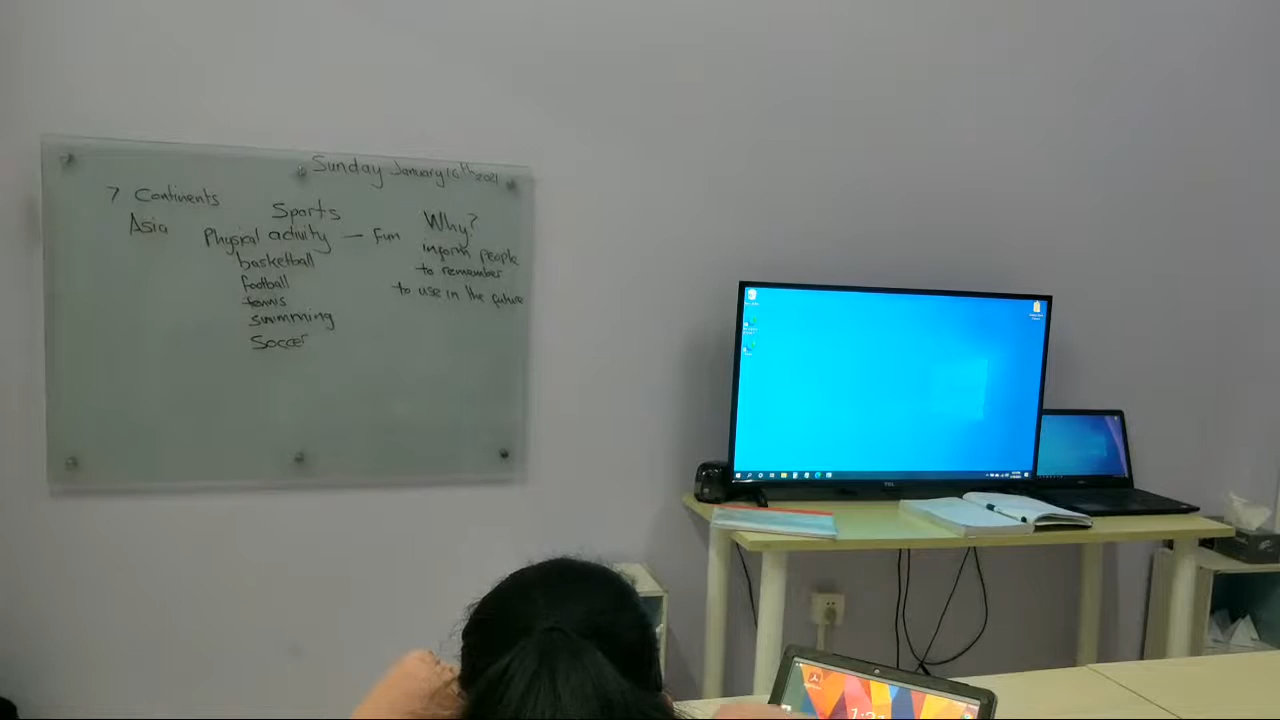 Sunday January 10th 2021
7 Continents
Asia
Sports
Physical activity — fun
basketball
football
tennis
swimming
Soccer
Why?
inform people
to remember
to use in the future
TCL